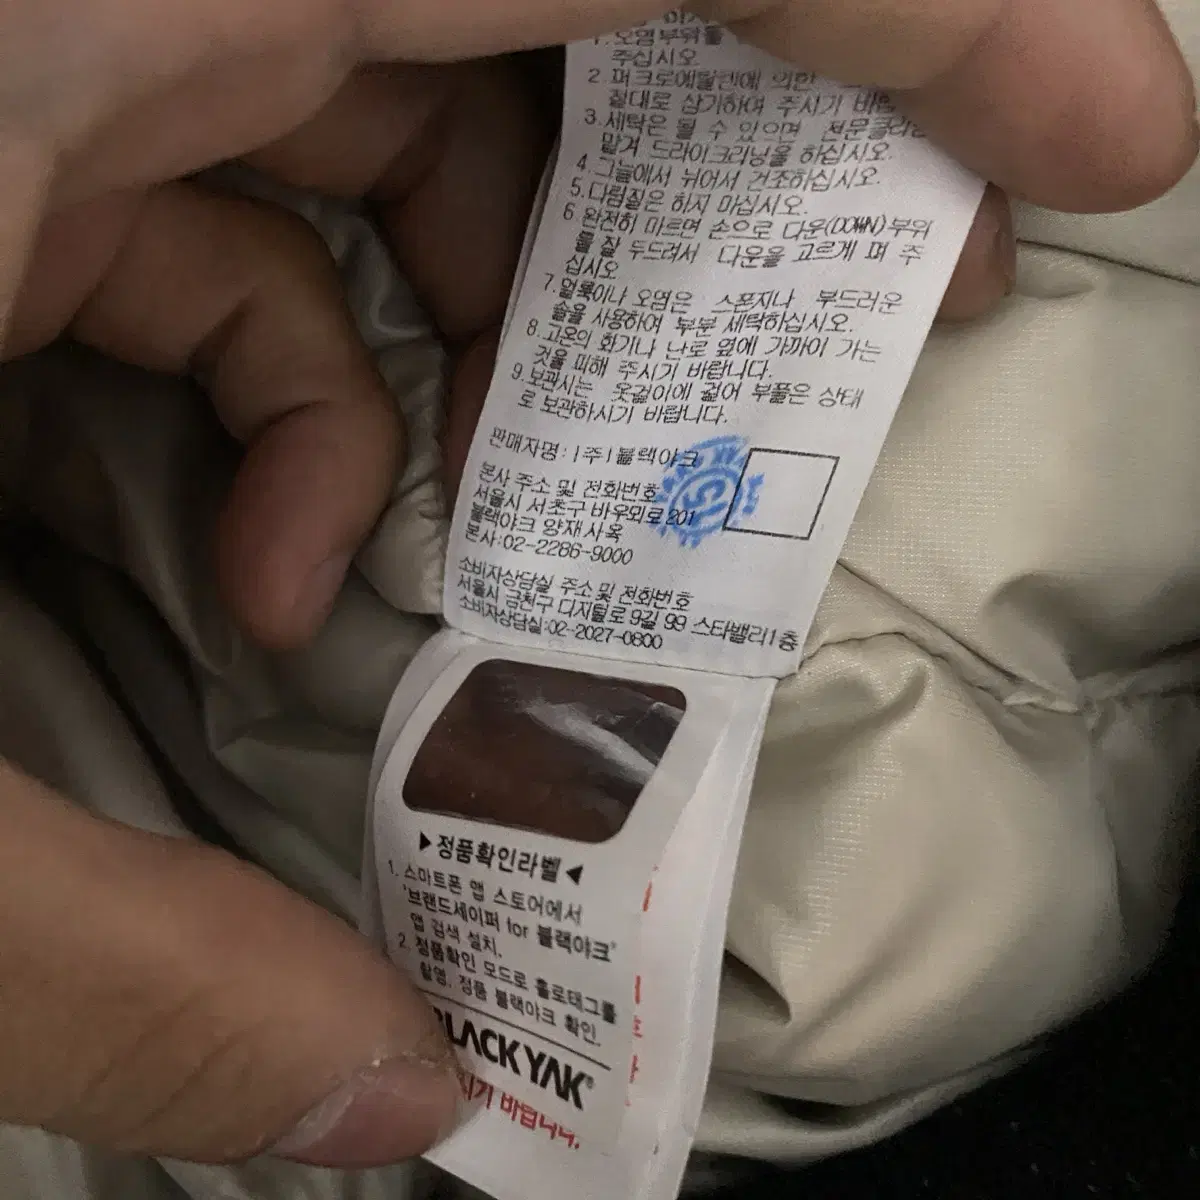 1. 오염부위를
주십시오
2. 퍼크로에틸렌에 의한
절대로 삼가하여 주시기 바랍
3. 세탁은 될 수 있으면 전문클리닝
맡겨 드라이크리닝을 하십시오.
4. 그늘에서 뉘어서 건조하십시오.
5. 다림질은 하지 마십시오.
6. 완전히 마르면 손으로 다운(DOWN)부위
를 잘 두드려서 다운을 고르게 펴 주
십시오
7. 얼룩이나 오염은 스폰지나 부드러운
솔을 사용하여 부분 세탁하십시오.
8. 고온의 화기나 난로 옆에 가까이 가는
것을 피해 주시기 바랍니다.
9. 보관시는 옷걸이에 걸어 부풀은 상태
로 보관하시기 바랍니다.
판매자명: (주)블랙야크
본사 주소 및 전화번호
서울시 서초구 바우뫼로 201
블랙야크 양재사옥
본사:02-2286-9000
소비자상담실 주소 및 전화번호
서울시 금천구 디지털로 9길 99 스타밸리1층
소비자상담실:02-2027-0800
▶정품확인라벨◀
1. 스마트폰 앱 스토어에서
'브랜드세이퍼 for 블랙야크'
앱 검색 설치.
2. 정품확인 모드로 홀로태그를
촬영, 정품 블랙야크 확인.
BLACKYAK®
시기 바랍니다.